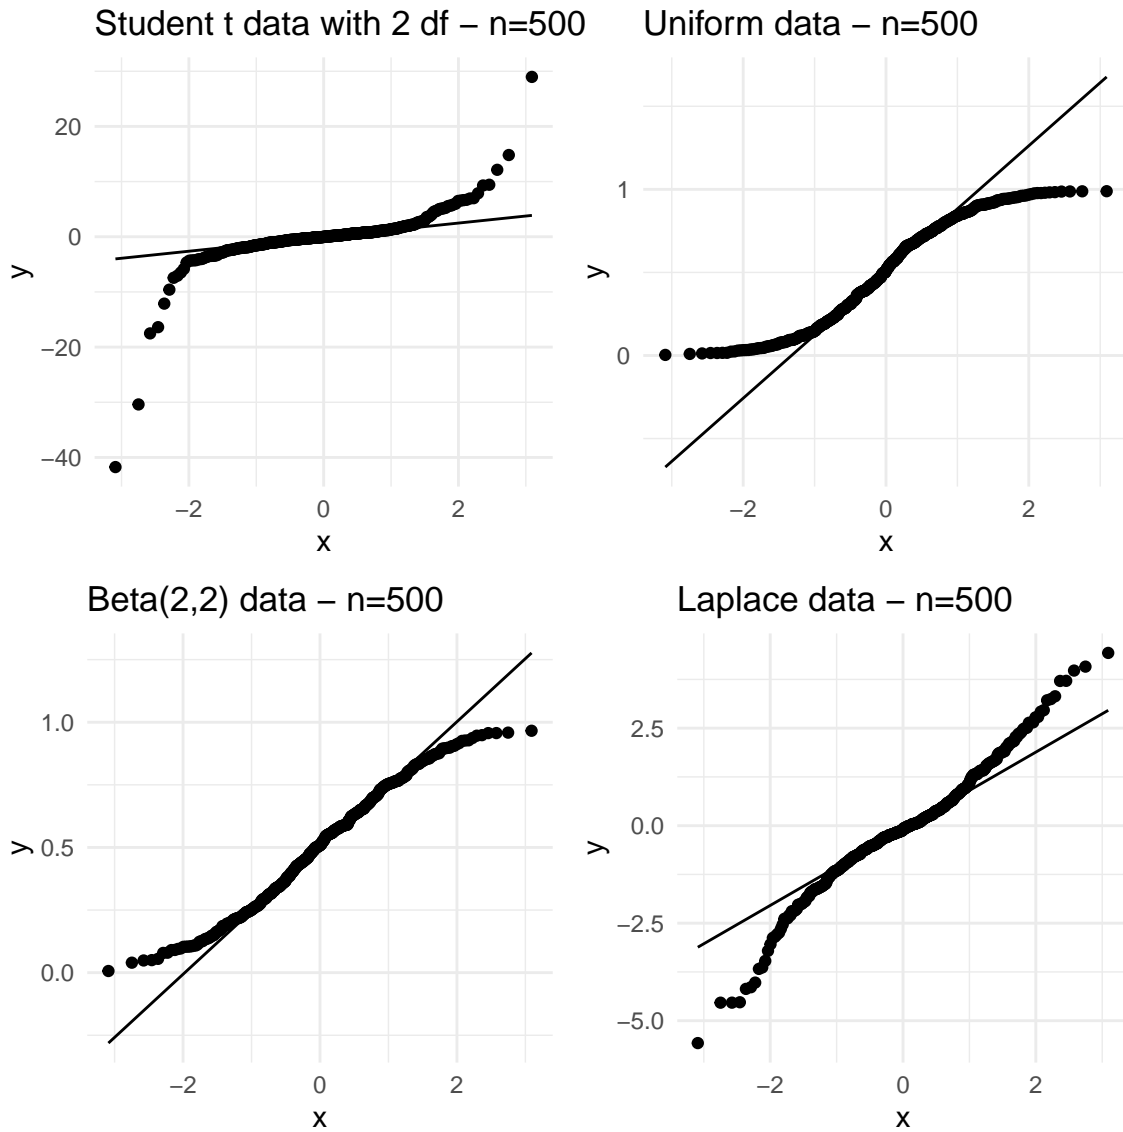 Student t data with 2 df − n=500
20
0
−20
−40
y
−2 0 2
x
Uniform data − n=500
1
0
y
−2 0 2
x
Beta(2,2) data − n=500
1.0
0.5
0.0
y
−2 0 2
x
Laplace data − n=500
2.5
0.0
−2.5
−5.0
y
−2 0 2
x